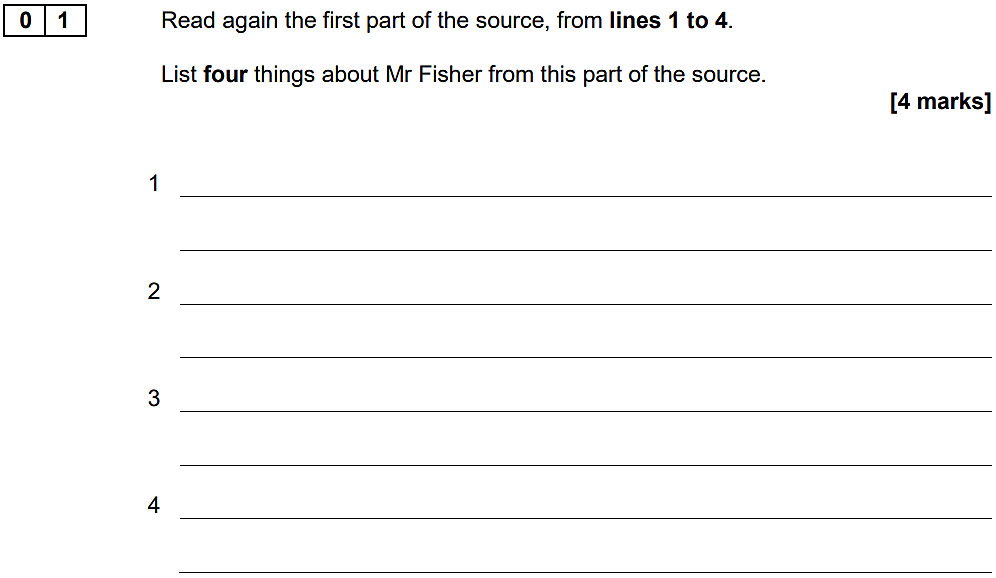 0 1 Read again the first part of the source, from lines 1 to 4.
List four things about Mr Fisher from this part of the source.
[4 marks]
1
2
3
4